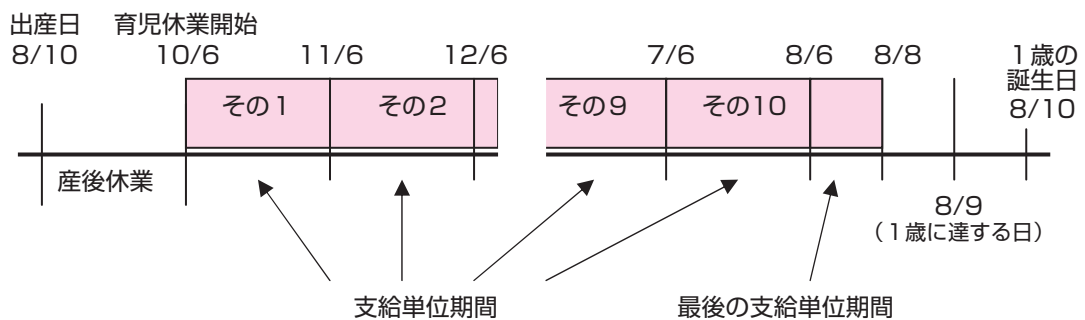 出産日 育児休業開始
8/10 10/6 11/6 12/6 7/6 8/6 8/8 1歳の
誕生日
8/10
その1 その2 その9 その10
産後休業
8/9
（1歳に達する日）
支給単位期間 最後の支給単位期間